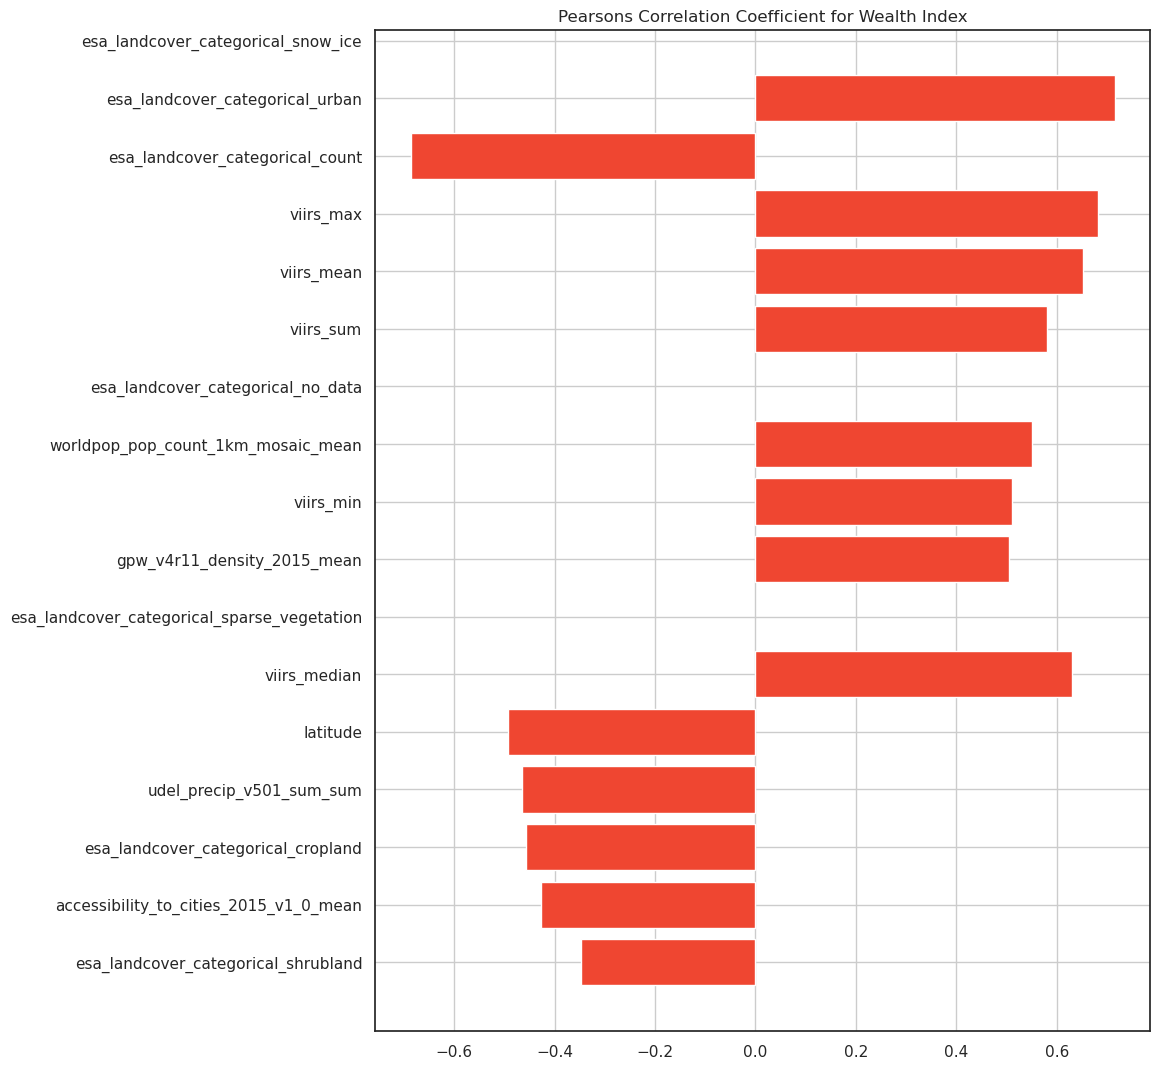 Pearsons Correlation Coefficient for Wealth Index
esa_landcover_categorical_snow_ice
esa_landcover_categorical_urban
esa_landcover_categorical_count
viirs_max
viirs_mean
viirs_sum
esa_landcover_categorical_no_data
worldpop_pop_count_1km_mosaic_mean
viirs_min
gpw_v4r11_density_2015_mean
esa_landcover_categorical_sparse_vegetation
viirs_median
latitude
udel_precip_v501_sum_sum
esa_landcover_categorical_cropland
accessibility_to_cities_2015_v1_0_mean
esa_landcover_categorical_shrubland
−0.6 −0.4 −0.2 0.0 0.2 0.4 0.6